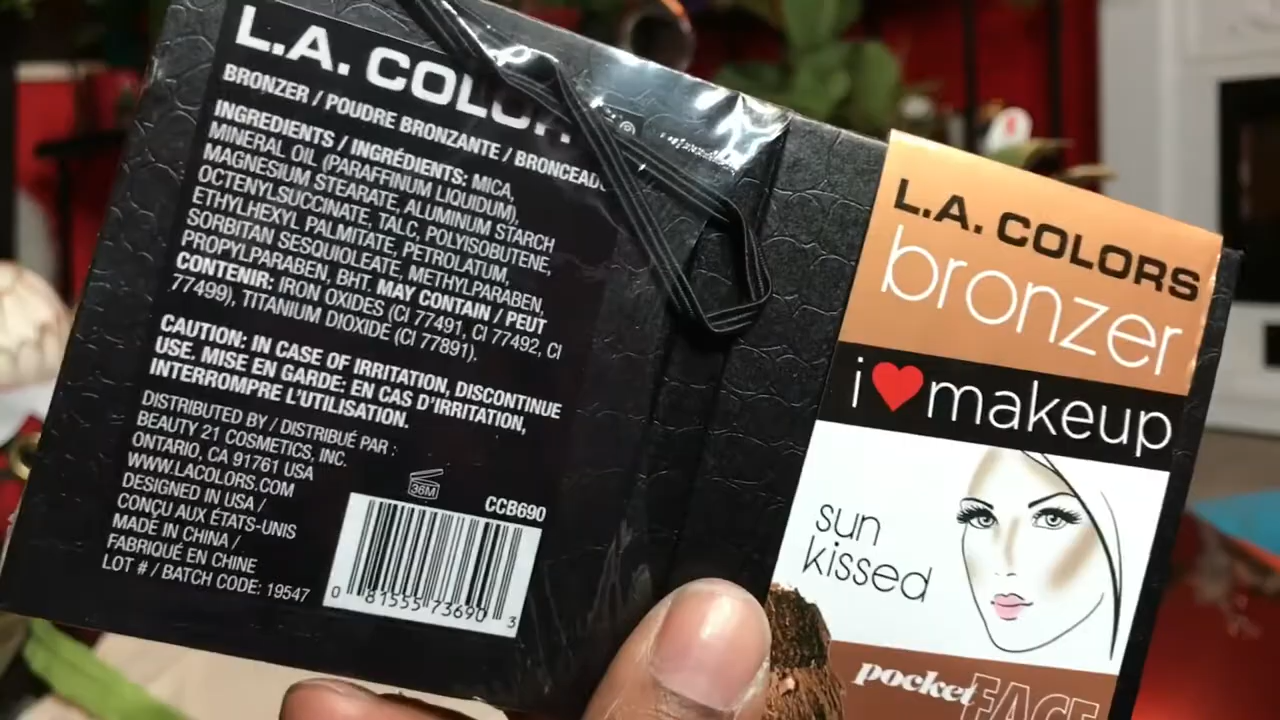 L.A. COLOR
BRONZER / POUDRE BRONZANTE /
INGREDIENTS / INGRÉDIENTS: MICA,
MINERAL OIL (PARAFFINUM LIQUIDUM),
MAGNESIUM STEARATE, ALUMINUM STARCH
OCTENYLSUCCINATE, TALC, POLYISOBUTENE,
ETHYLHEXYL PALMITATE, PETROLATUM,
SORBITAN SESQUIOLEATE, METHYLPARABEN,
PROPYLPARABEN, BHT. MAY CONTAIN / PEUT
CONTENIR: IRON OXIDES (CI 77491, CI 77492, CI
77499), TITANIUM DIOXIDE (CI 77891).
CAUTION: IN CASE OF IRRITATION, DISCONTINUE
USE. MISE EN GARDE: EN CAS D'IRRITATION,
INTERROMPRE L'UTILISATION.
DISTRIBUTED BY / DISTRIBUÉ PAR :
BEAUTY 21 COSMETICS, INC.
ONTARIO, CA 91761 USA
WWW.LACOLORS.COM
DESIGNED IN USA /
CONÇU AUX ÉTATS-UNIS
MADE IN CHINA /
FABRIQUÉ EN CHINE
LOT # / BATCH CODE: 19547
36M
CCB690
0 81555 73690 3
L.A. COLORS
bronzer
i ❤ makeup
sun
kissed
pocket FACE